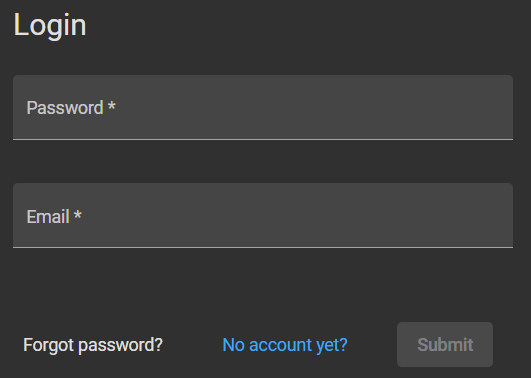 Login
Password *
Email *
Forgot password? No account yet? Submit